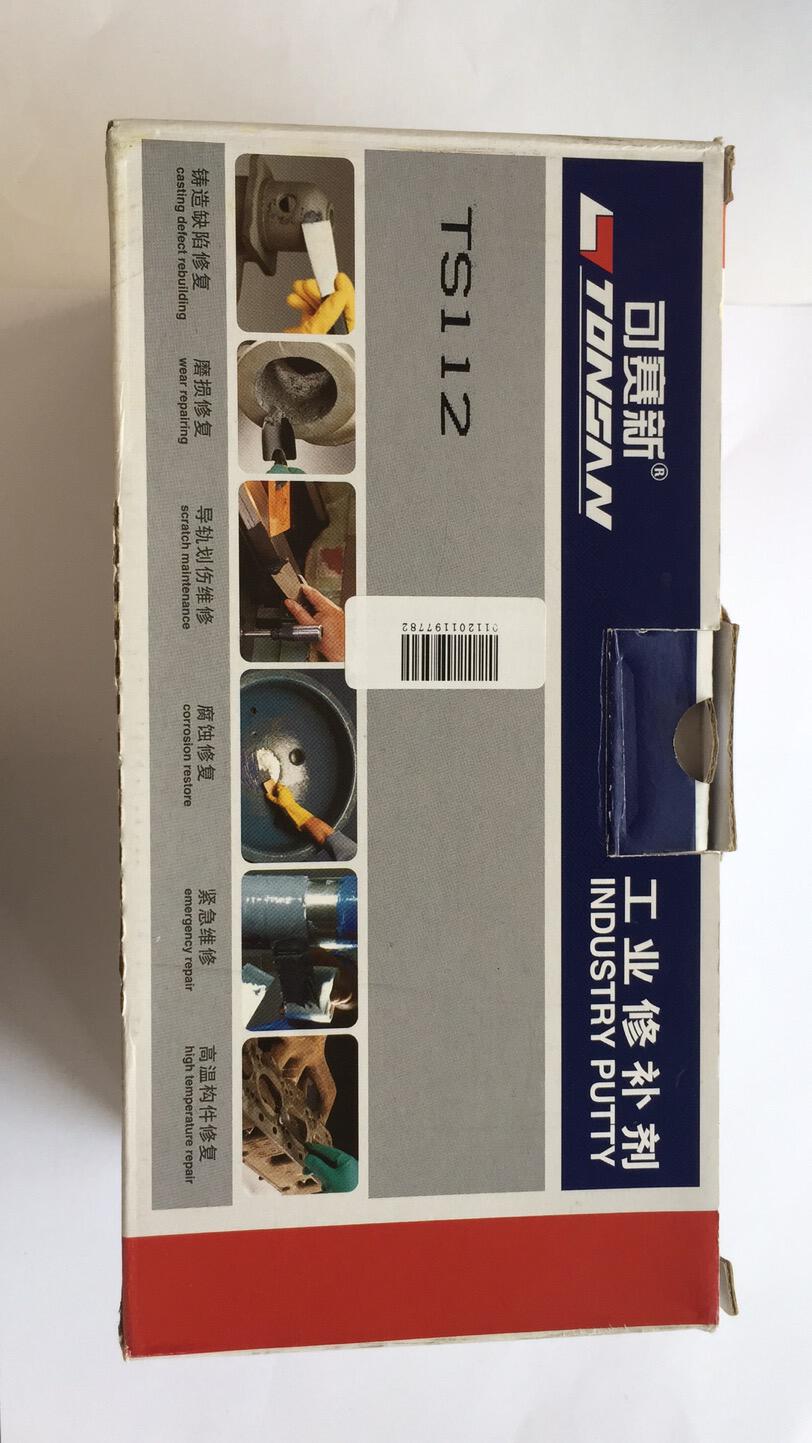 可赛新®
TONSAN
工业修补剂
INDUSTRY PUTTY
TS112
0112011197782
铸造缺陷修复
casting defect rebuilding
磨损修复
wear repairing
导轨划伤维修
scratch maintenance
腐蚀修复
corrosion restore
紧急维修
emergency repair
高温构件修复
high temperature repair